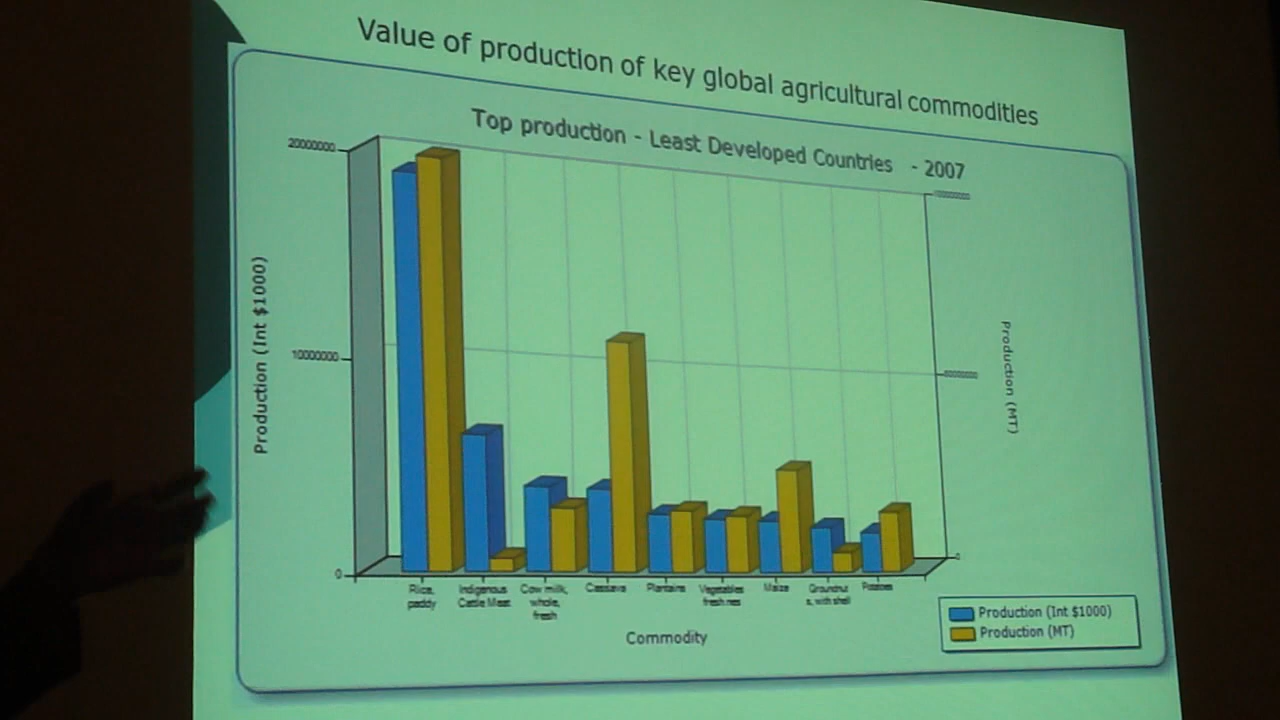 Value of production of key global agricultural commodities
Top production - Least Developed Countries - 2007
20000000
10000000
0
0
Production (Int $1000)
Production (MT)
Rice,
paddy
Indigenous
Cattle Meat
Cow milk,
whole,
fresh
Cassava
Plantains
Vegetables
fresh nes
Maize
Groundnut
s, with shell
Potatoes
Commodity
Production (Int $1000)
Production (MT)